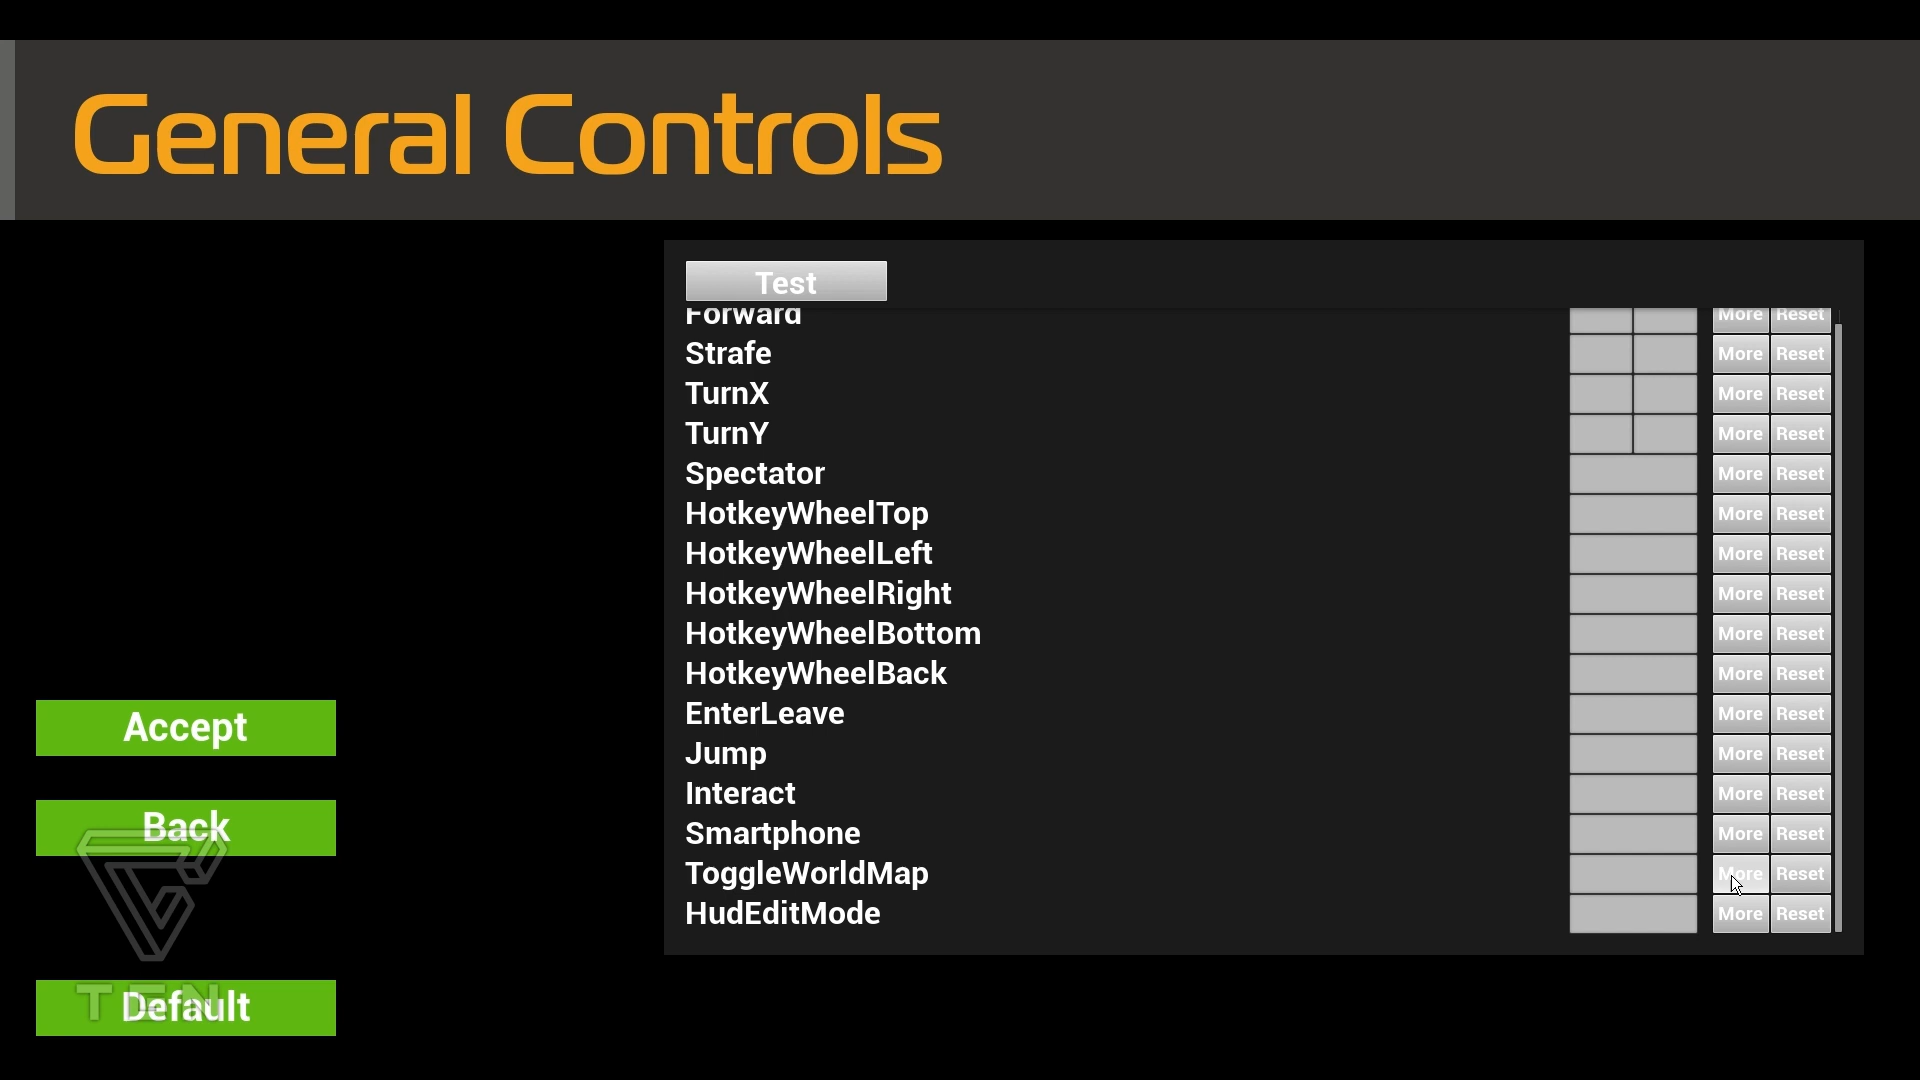 General Controls
Test
Forward More Reset
Strafe More Reset
TurnX More Reset
TurnY More Reset
Spectator More Reset
HotkeyWheelTop More Reset
HotkeyWheelLeft More Reset
HotkeyWheelRight More Reset
HotkeyWheelBottom More Reset
HotkeyWheelBack More Reset
EnterLeave More Reset
Jump More Reset
Interact More Reset
Smartphone More Reset
ToggleWorldMap More Reset
HudEditMode More Reset
Accept
Back
Default
TEN